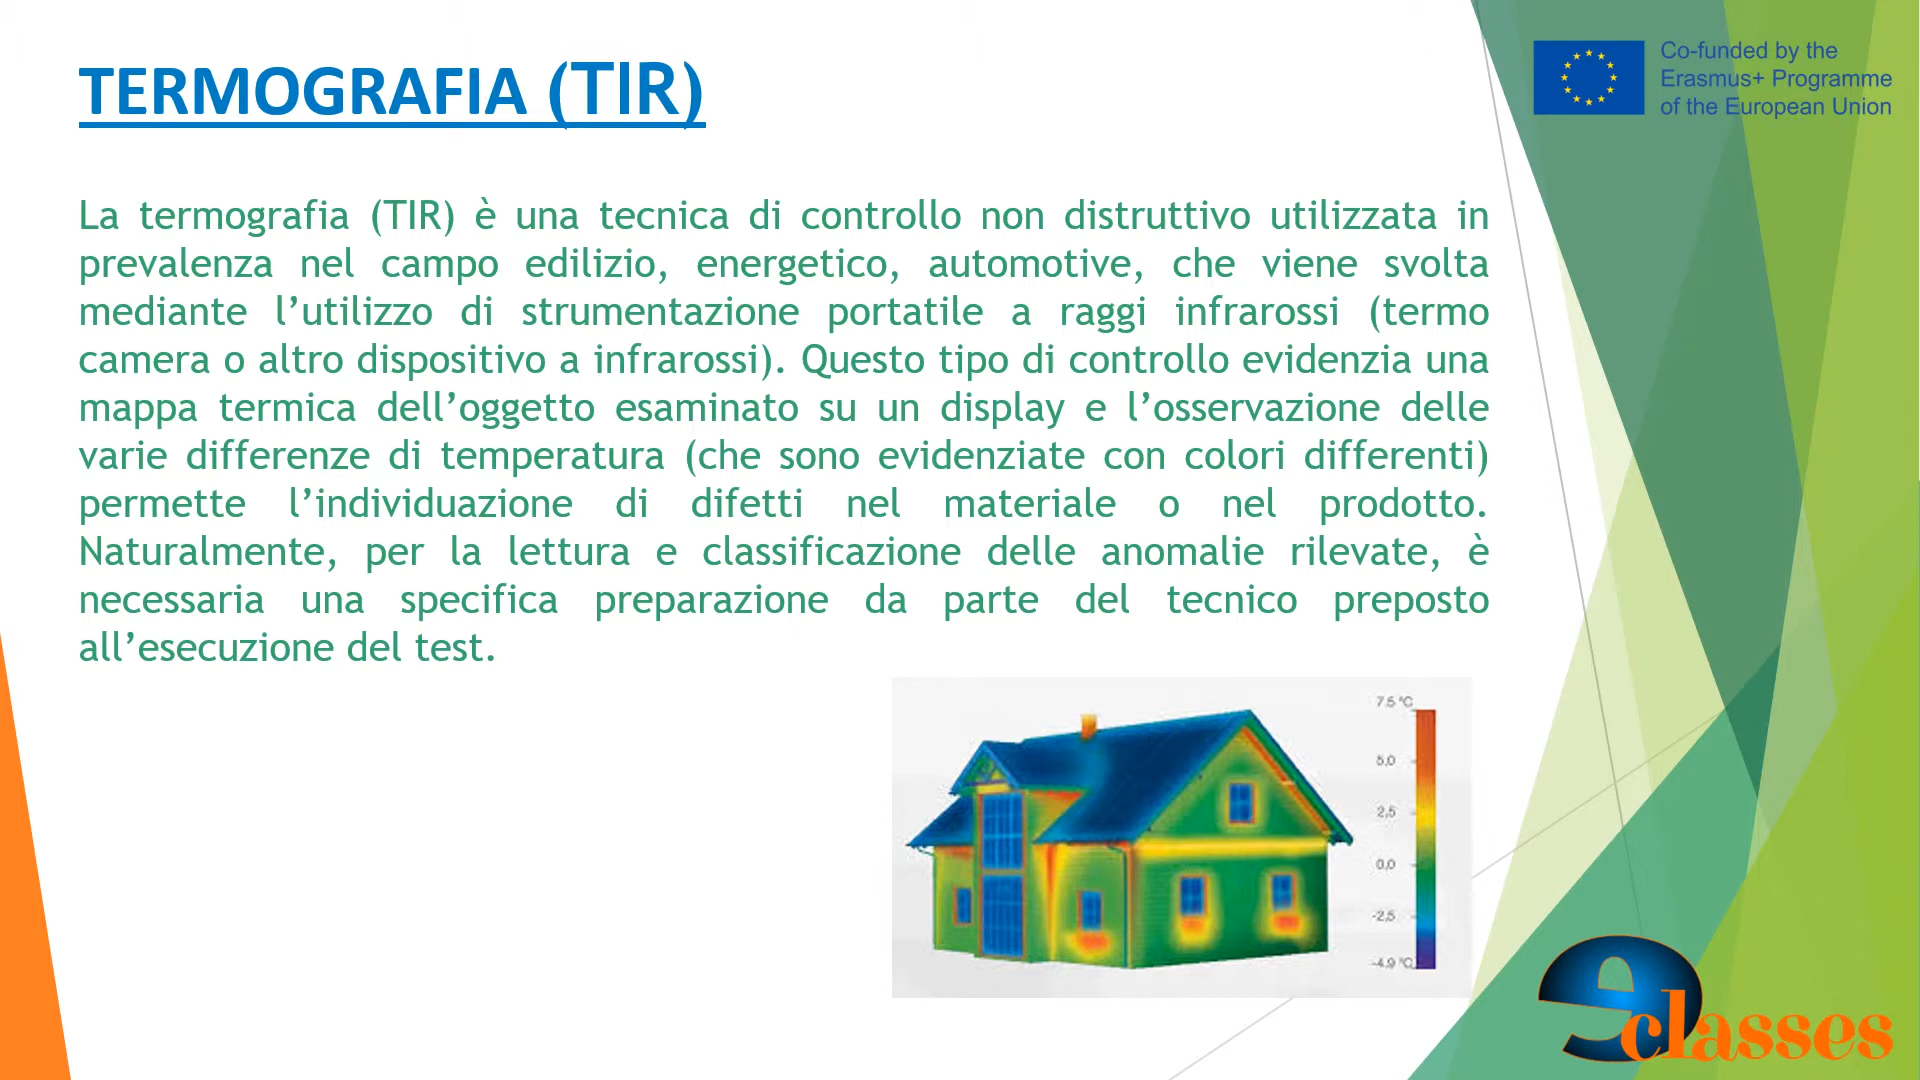 TERMOGRAFIA (TIR)
Co-funded by the
Erasmus+ Programme
of the European Union
La termografia (TIR) è una tecnica di controllo non distruttivo utilizzata in
prevalenza nel campo edilizio, energetico, automotive, che viene svolta
mediante l’utilizzo di strumentazione portatile a raggi infrarossi (termo
camera o altro dispositivo a infrarossi). Questo tipo di controllo evidenzia una
mappa termica dell’oggetto esaminato su un display e l’osservazione delle
varie differenze di temperatura (che sono evidenziate con colori differenti)
permette l’individuazione di difetti nel materiale o nel prodotto.
Naturalmente, per la lettura e classificazione delle anomalie rilevate, è
necessaria una specifica preparazione da parte del tecnico preposto
all’esecuzione del test.
7.5 °C
5,0
2,5
0,0
-2,5
-4.9 °C
e classes